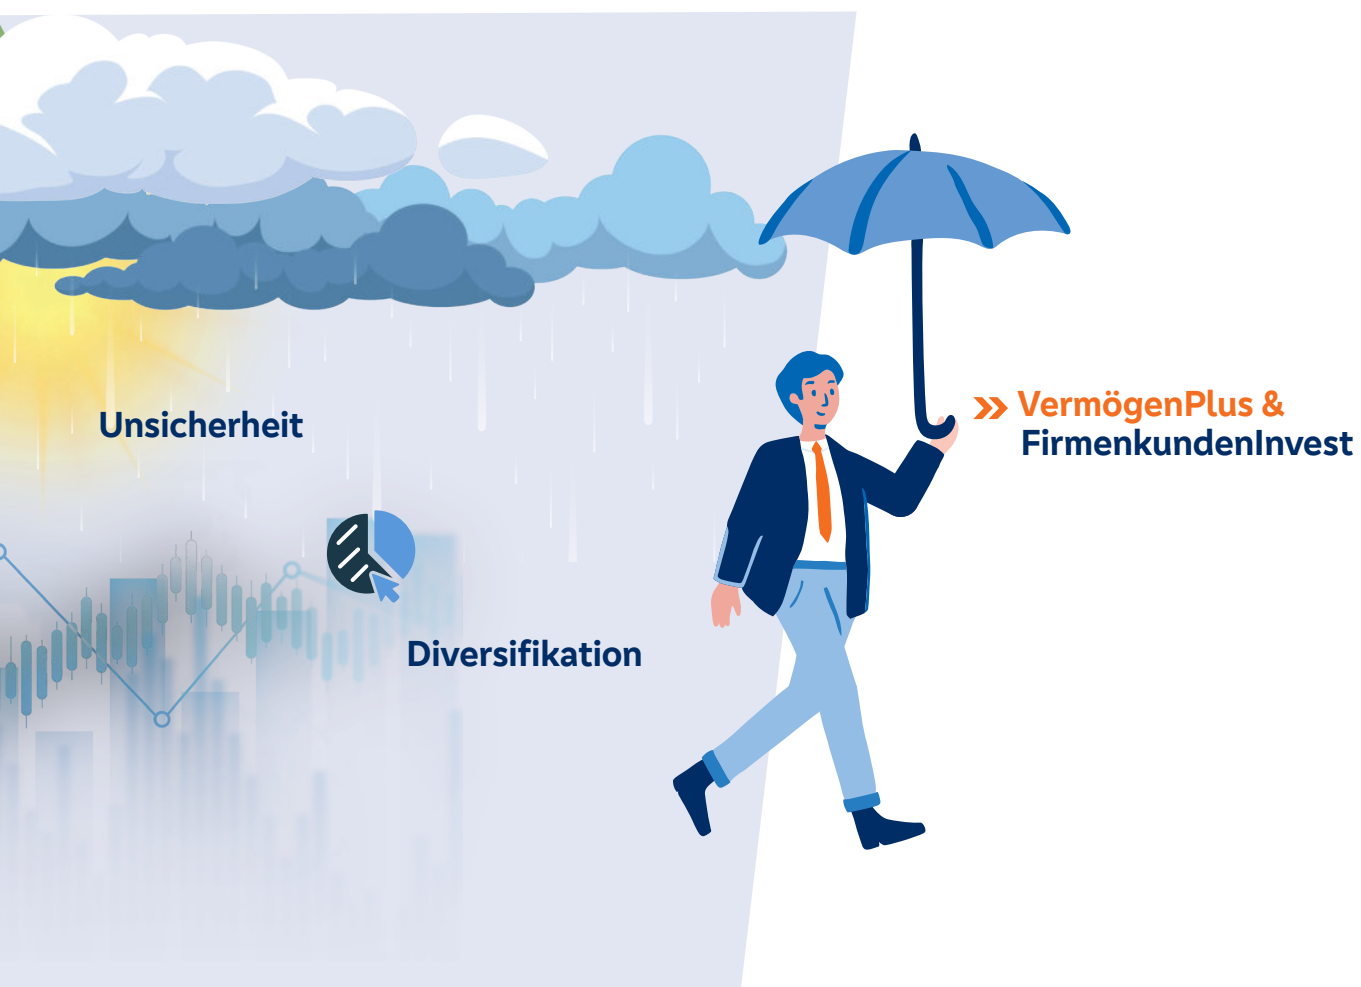 Unsicherheit
VermögenPlus &
FirmenkundenInvest
Diversifikation